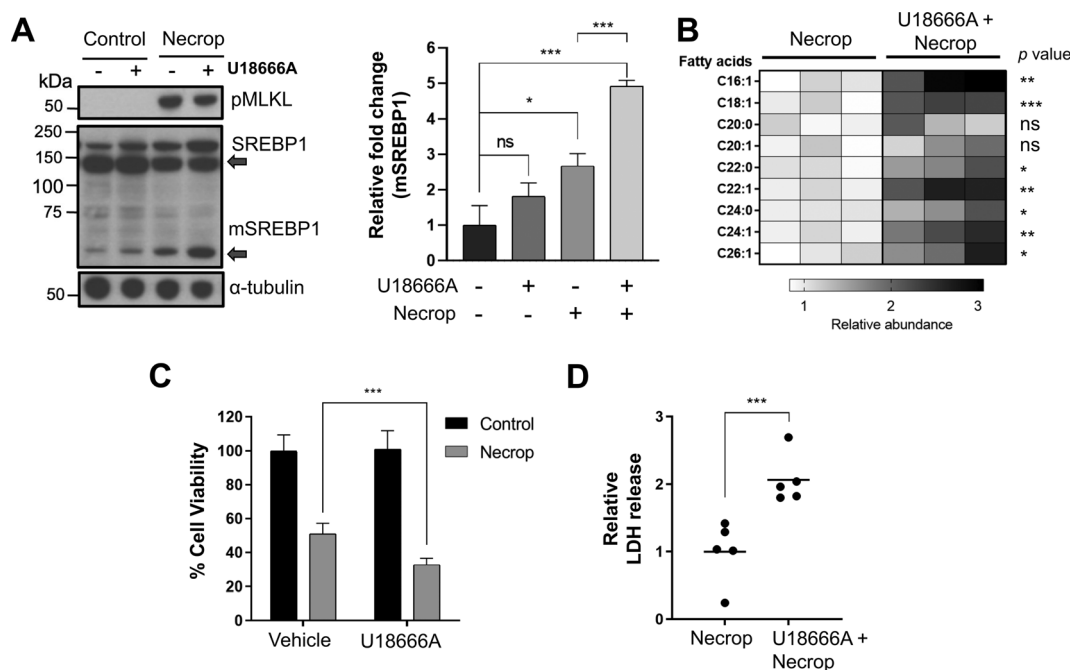 A
Control Necrop
- + - + U18666A
kDa
50 pMLKL
250
SREBP1
150
100
75
mSREBP1
50 α-tubulin
Relative fold change
(mSREBP1)
6
5
4
3
2
1
0
ns
*
***
***
U18666A - + - +
Necrop - - + +
B
Necrop
U18666A +
Necrop
p value
Fatty acids
C16:1 **
C18:1 ***
C20:0 ns
C20:1 ns
C22:0 *
C22:1 **
C24:0 *
C24:1 **
C26:1 *
1 2 3
Relative abundance
C
% Cell Viability
120
100
80
60
40
20
0
***
Control
Necrop
Vehicle U18666A
D
Relative
LDH release
3
2
1
0
***
Necrop U18666A +
Necrop